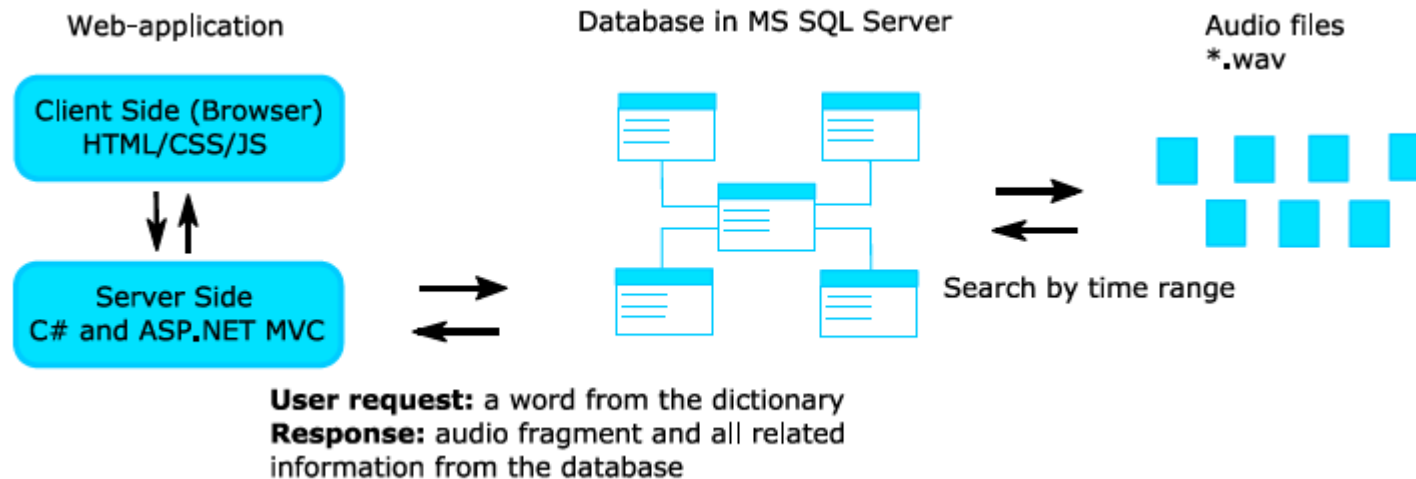 Web-application
Client Side (Browser)
HTML/CSS/JS
Server Side
C# and ASP.NET MVC
Database in MS SQL Server
Audio files
*.wav
Search by time range
User request: a word from the dictionary
Response: audio fragment and all related
information from the database